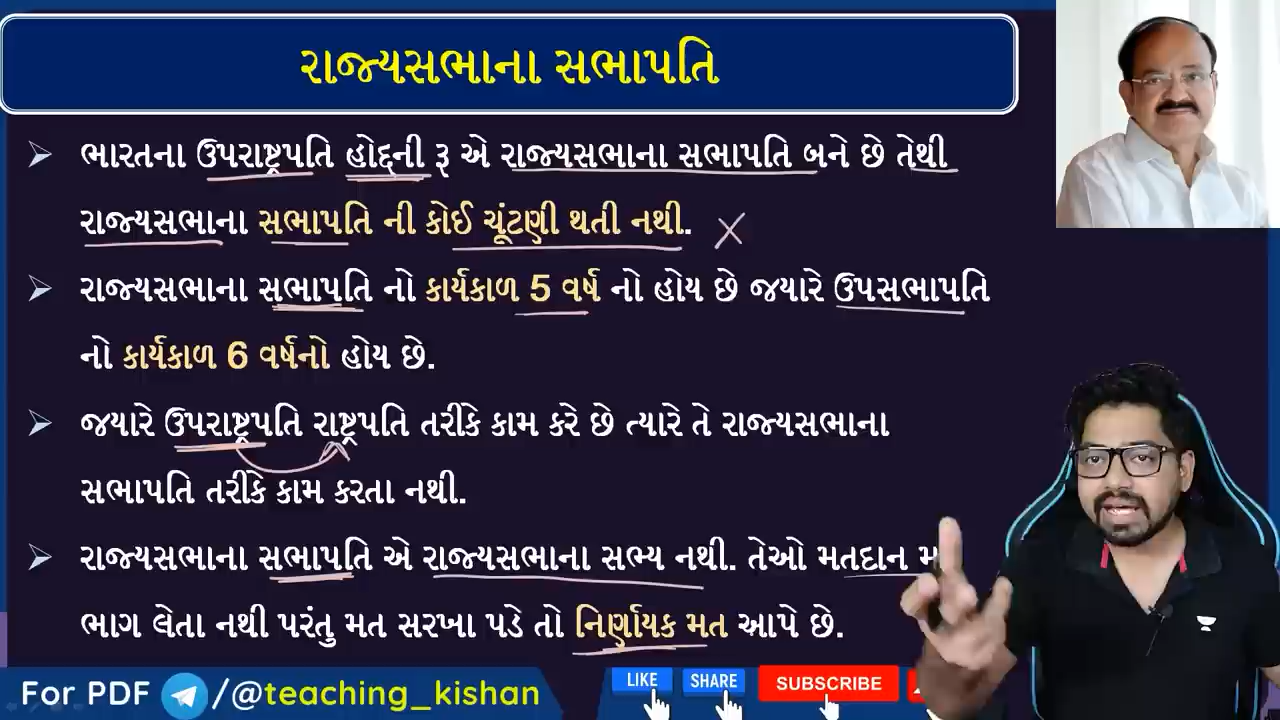 રાજ્યસભાના સભાપતિ
ભારતના ઉપરાષ્ટ્રપતિ હોદ્દની રૂ એ રાજ્યસભાના સભાપતિ બને છે તેથી
રાજ્યસભાના સભાપતિ ની કોઈ ચૂંટણી થતી નથી.
રાજ્યસભાના સભાપતિ નો કાર્યકાળ 5 વર્ષ નો હોય છે જ્યારે ઉપસભાપતિ
નો કાર્યકાળ 6 વર્ષનો હોય છે.
જ્યારે ઉપરાષ્ટ્રપતિ રાષ્ટ્રપતિ તરીકે કામ કરે છે ત્યારે તે રાજ્યસભાના
સભાપતિ તરીકે કામ કરતા નથી.
રાજ્યસભાના સભાપતિ એ રાજ્યસભાના સભ્ય નથી. તેઓ મતદાન
ભાગ લેતા નથી પરંતુ મત સરખા પડે તો નિર્ણાયક મત આપે છે.
For PDF /@teaching_kishan LIKE SHARE SUBSCRIBE